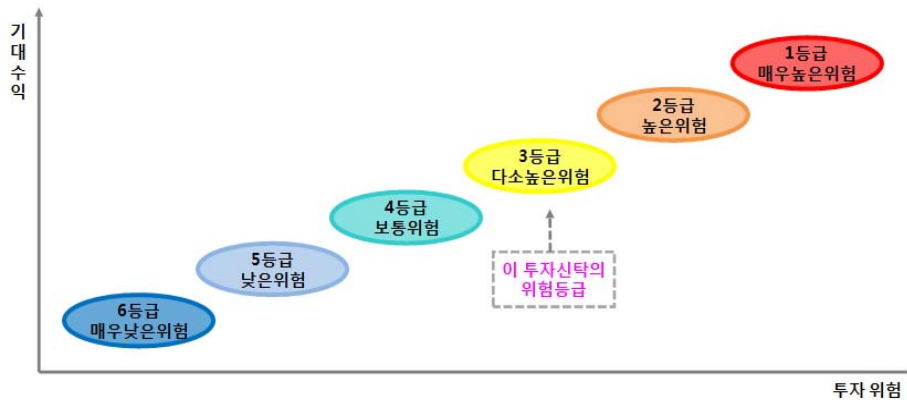 기대수익
1등급
매우높은위험
2등급
높은위험
3등급
다소높은위험
4등급
보통위험
이 투자신탁의
위험등급
5등급
낮은위험
6등급
매우낮은위험
투자 위험